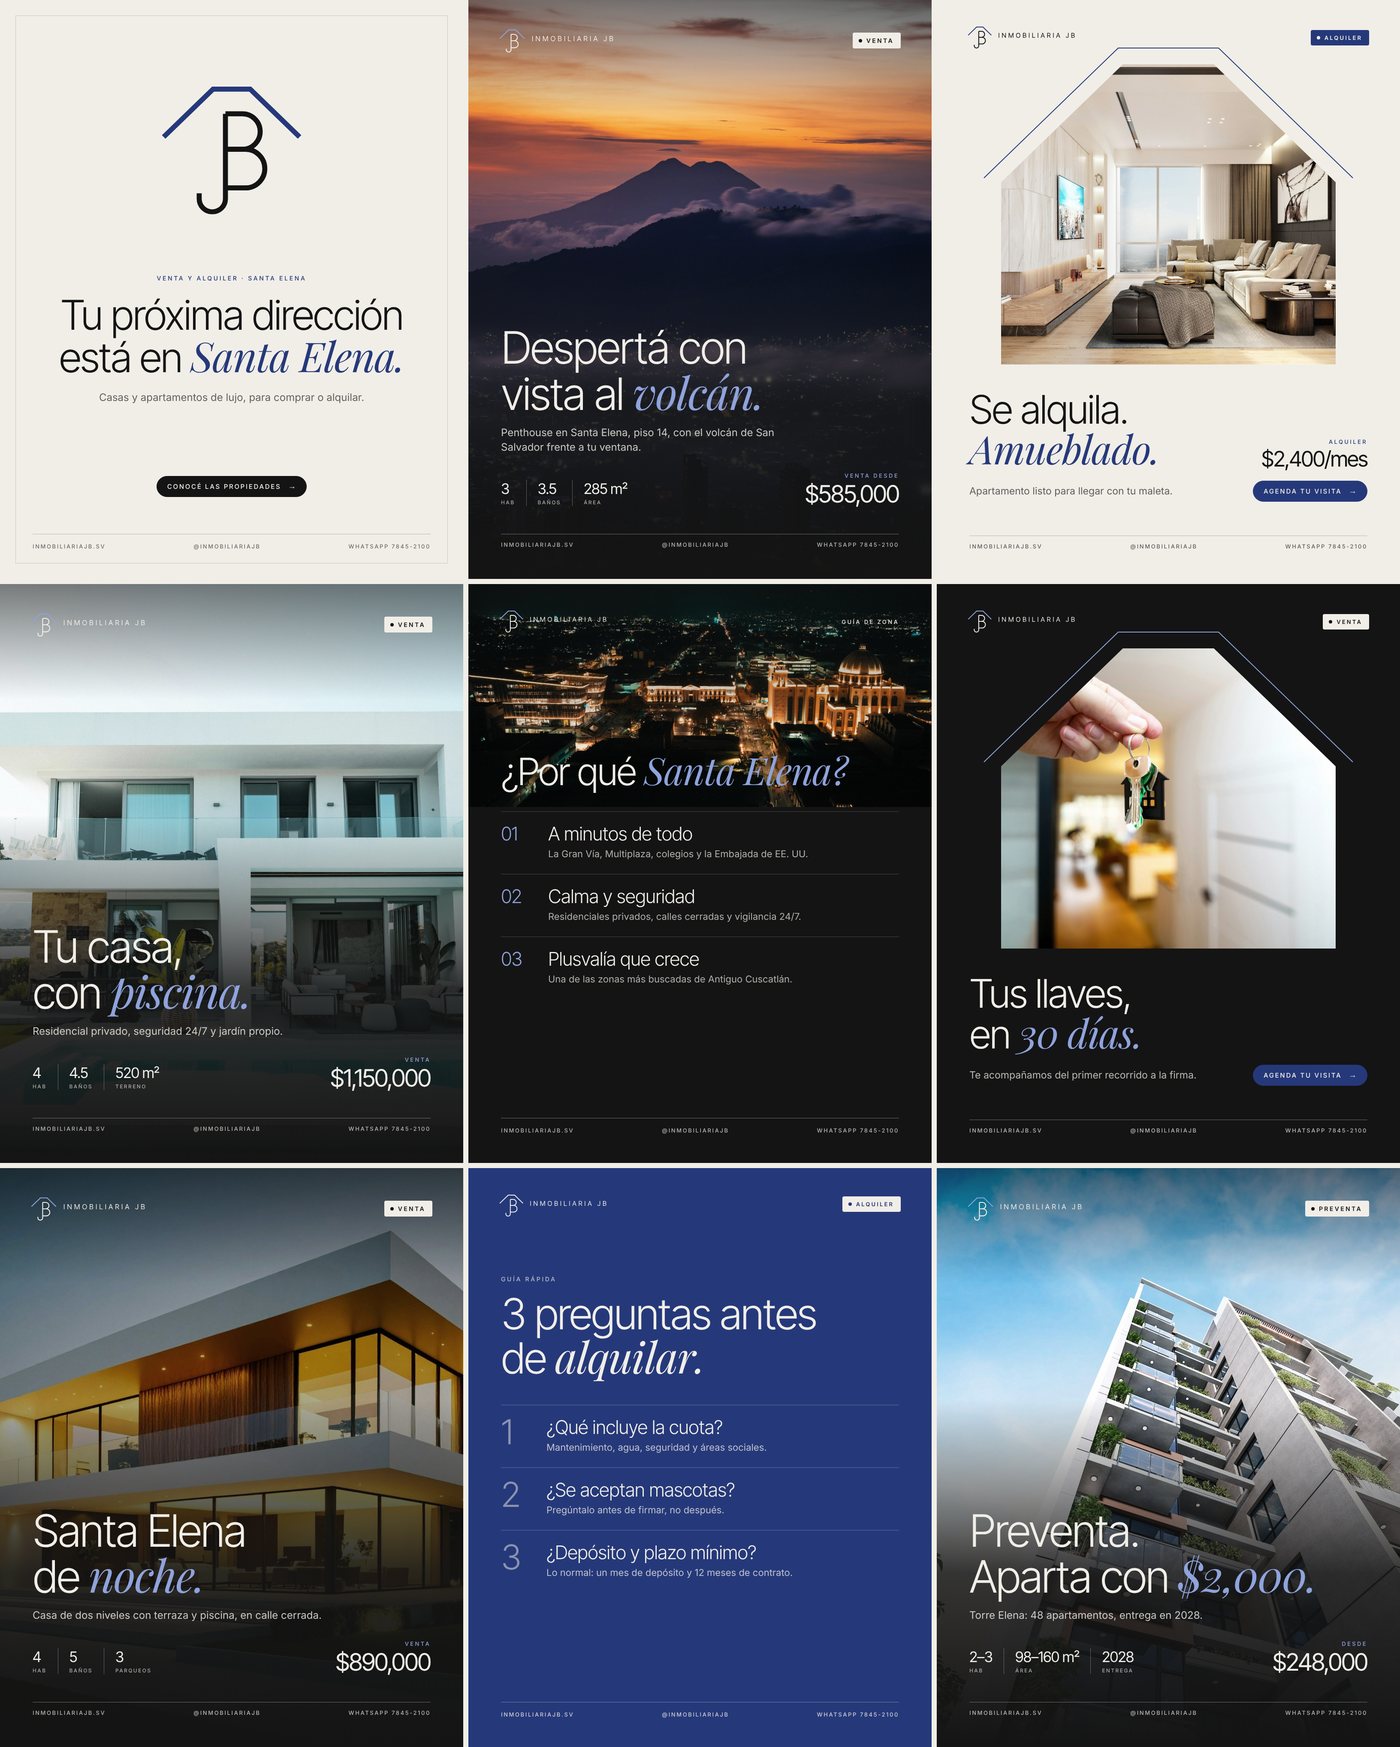 JB
VENTA Y ALQUILER · SANTA ELENA
Tu próxima dirección
está en Santa Elena.
Casas y apartamentos de lujo, para comprar o alquilar.
CONOCÉ LAS PROPIEDADES →
INMOBILIARIAJB.SV @INMOBILIARIAJB WHATSAPP 7845-2100
JB INMOBILIARIA JB
VENTA
Despertá con
vista al volcán.
Penthouse en Santa Elena, piso 14, con el volcán de San
Salvador frente a tu ventana.
3 HAB
3.5 BAÑOS
285 m² ÁREA
VENTA DESDE
$585,000
INMOBILIARIAJB.SV @INMOBILIARIAJB WHATSAPP 7845-2100
JB INMOBILIARIA JB
ALQUILER
Se alquila.
Amueblado.
Apartamento listo para llegar con tu maleta.
ALQUILER
$2,400/mes
AGENDA TU VISITA →
INMOBILIARIAJB.SV @INMOBILIARIAJB WHATSAPP 7845-2100
JB INMOBILIARIA JB
VENTA
Tu casa,
con piscina.
Residencial privado, seguridad 24/7 y jardín propio.
4 HAB
4.5 BAÑOS
520 m² TERRENO
VENTA
$1,150,000
INMOBILIARIAJB.SV @INMOBILIARIAJB WHATSAPP 7845-2100
JB INMOBILIARIA JB
GUÍA DE ZONA
¿Por qué Santa Elena?
01 A minutos de todo
La Gran Vía, Multiplaza, colegios y la Embajada de EE. UU.
02 Calma y seguridad
Residenciales privados, calles cerradas y vigilancia 24/7.
03 Plusvalía que crece
Una de las zonas más buscadas de Antiguo Cuscatlán.
INMOBILIARIAJB.SV @INMOBILIARIAJB WHATSAPP 7845-2100
JB INMOBILIARIA JB
VENTA
Tus llaves,
en 30 días.
Te acompañamos del primer recorrido a la firma.
AGENDA TU VISITA →
INMOBILIARIAJB.SV @INMOBILIARIAJB WHATSAPP 7845-2100
JB INMOBILIARIA JB
VENTA
Santa Elena
de noche.
Casa de dos niveles con terraza y piscina, en calle cerrada.
4 HAB
5 BAÑOS
3 PARQUEOS
VENTA
$890,000
INMOBILIARIAJB.SV @INMOBILIARIAJB WHATSAPP 7845-2100
JB INMOBILIARIA JB
ALQUILER
GUÍA RÁPIDA
3 preguntas antes
de alquilar.
1 ¿Qué incluye la cuota?
Mantenimiento, agua, seguridad y áreas sociales.
2 ¿Se aceptan mascotas?
Pregúntalo antes de firmar, no después.
3 ¿Depósito y plazo mínimo?
Lo normal: un mes de depósito y 12 meses de contrato.
INMOBILIARIAJB.SV @INMOBILIARIAJB WHATSAPP 7845-2100
JB INMOBILIARIA JB
PREVENTA
Preventa.
Aparta con $2,000.
Torre Elena: 48 apartamentos, entrega en 2028.
2–3 HAB
98–160 m² ÁREA
2028 ENTREGA
DESDE
$248,000
INMOBILIARIAJB.SV @INMOBILIARIAJB WHATSAPP 7845-2100